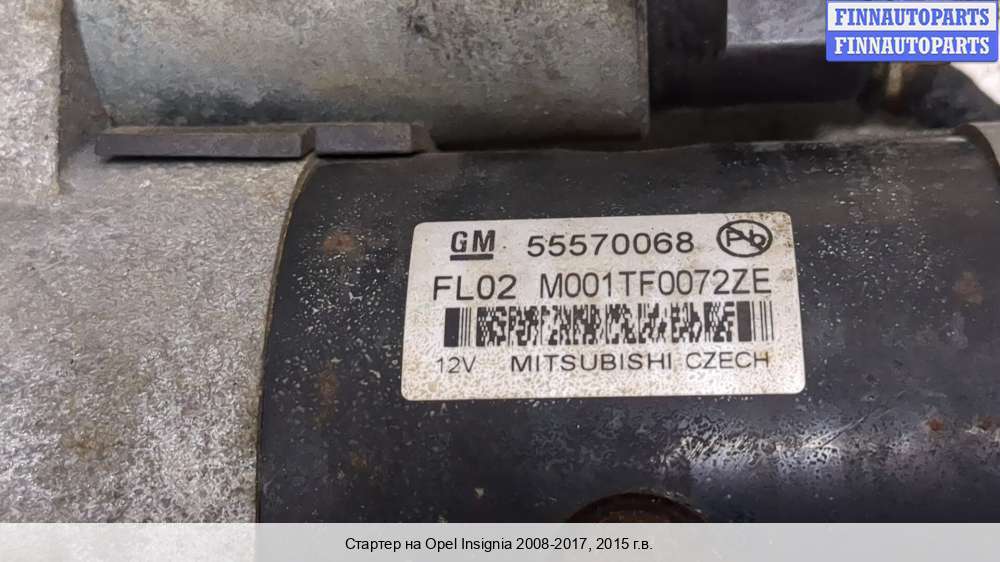 FINNAUTOPARTS
FINNAUTOPARTS
GM 55570068 Pb
FL02 M001TF0072ZE
12V MITSUBISHI CZECH
Стартер на Opel Insignia 2008-2017, 2015 г.в.